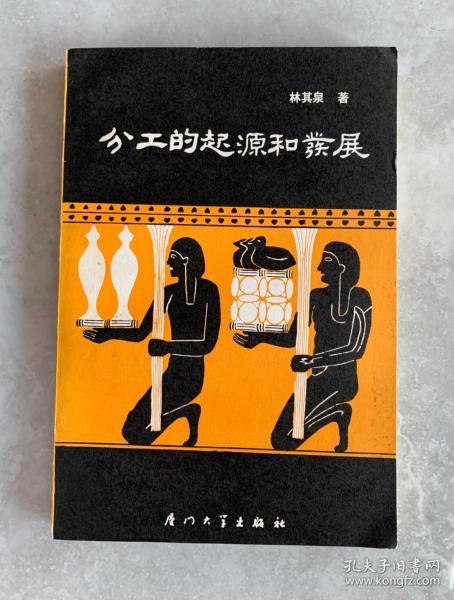 林其泉 著
分工的起源和发展
厦门大学出版社
孔夫子旧书网
www.kongfz.com